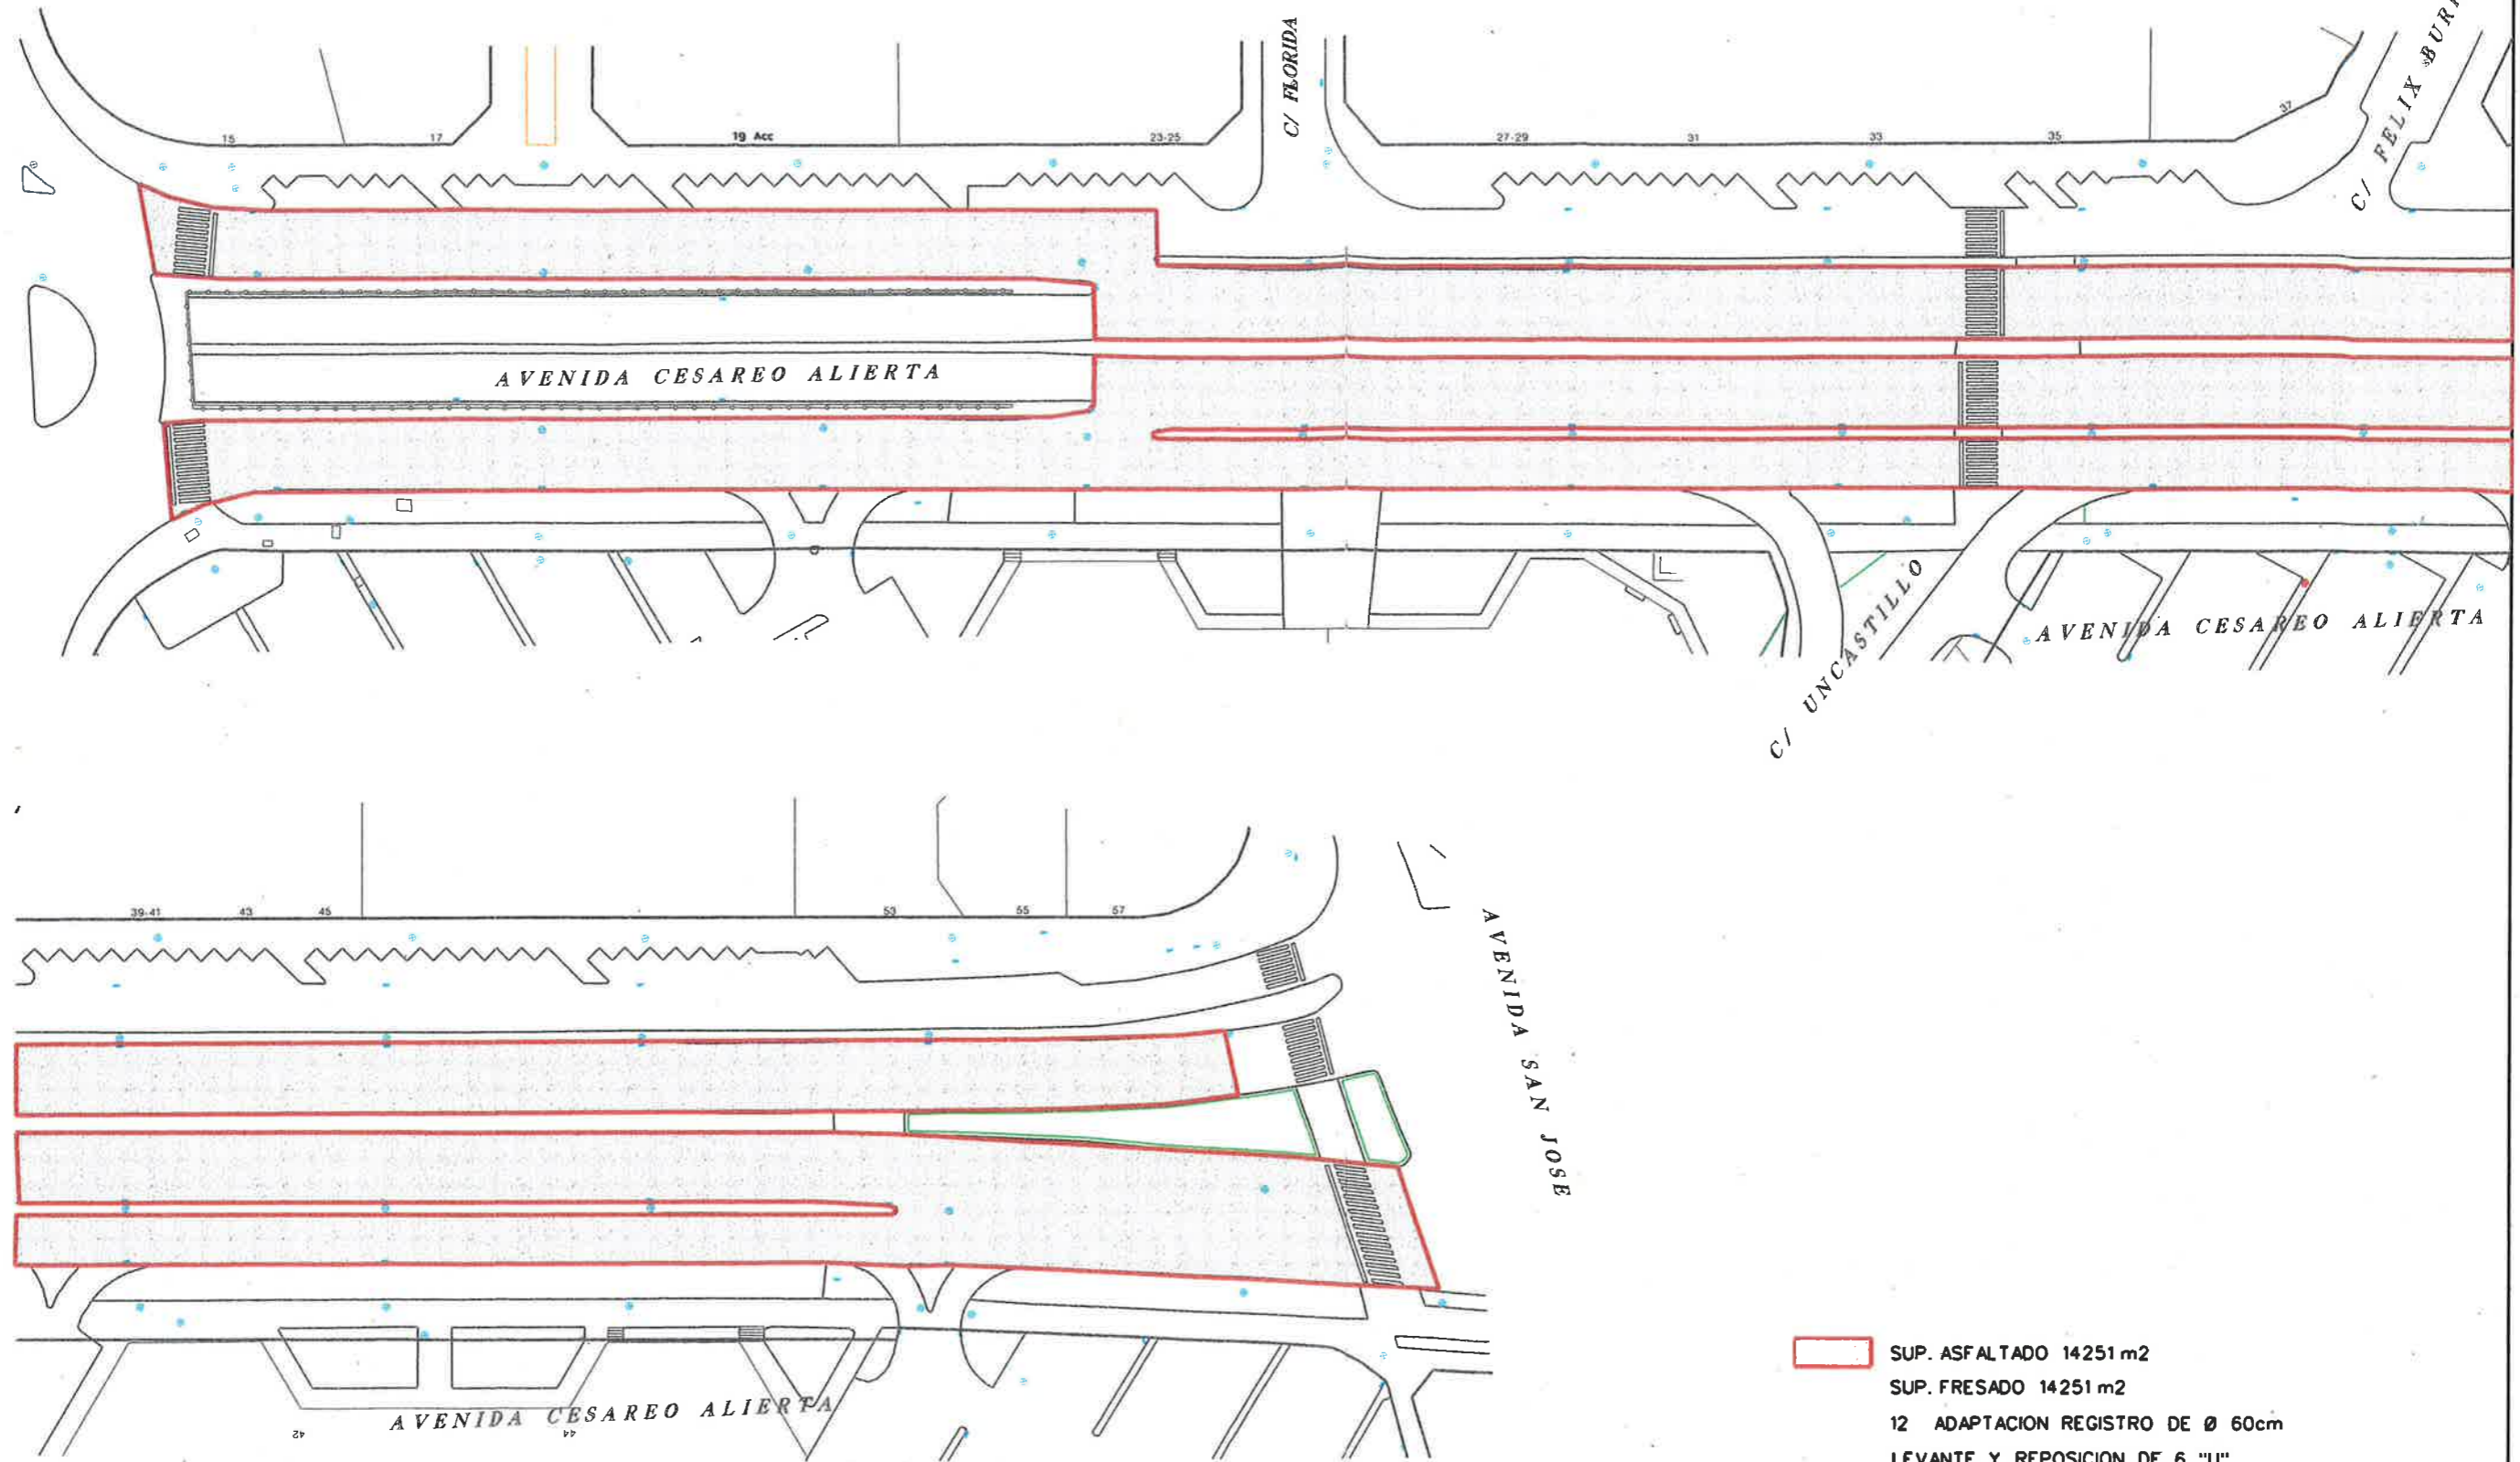 C/ FLORIDA
C/ FELIX
15
17
19 Acc
23-25
27-29
31
33
35
37
AVENIDA CESAREO ALIERTA
C/ UNCASTILLO
AVENIDA CESAREO ALIERTA
39-41
43
45
53
55
57
AVENIDA SAN JOSE
AVENIDA CESAREO ALIERTA
42
44
SUP. ASFALTADO 14251 m2
SUP. FRESADO 14251 m2
12 ADAPTACION REGISTRO DE Ø 60cm
LEVANTE Y REPOSICION DE 6 "U"